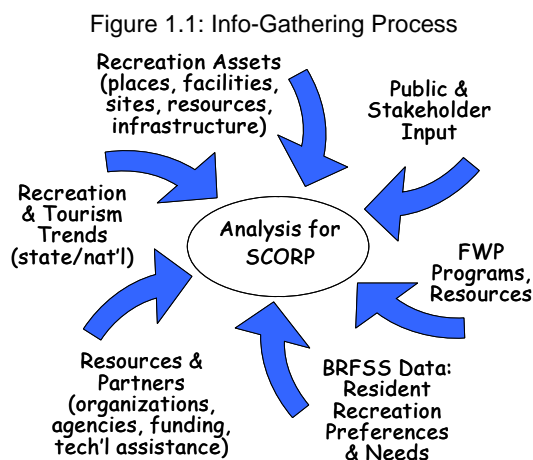 Figure 1.1: Info-Gathering Process
Recreation Assets
(places, facilities,
sites, resources,
infrastructure)
Public &
Stakeholder
Input
Recreation
& Tourism
Trends
(state/nat'l)
Analysis for
SCORP
FWP
Programs,
Resources
Resources &
Partners
(organizations,
agencies, funding,
tech'l assistance)
BRFSS Data:
Resident
Recreation
Preferences
& Needs